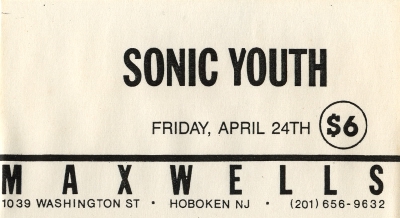 SONIC YOUTH
FRIDAY, APRIL 24TH $6
MAXWELLS
1039 WASHINGTON ST • HOBOKEN NJ • (201) 656-9632